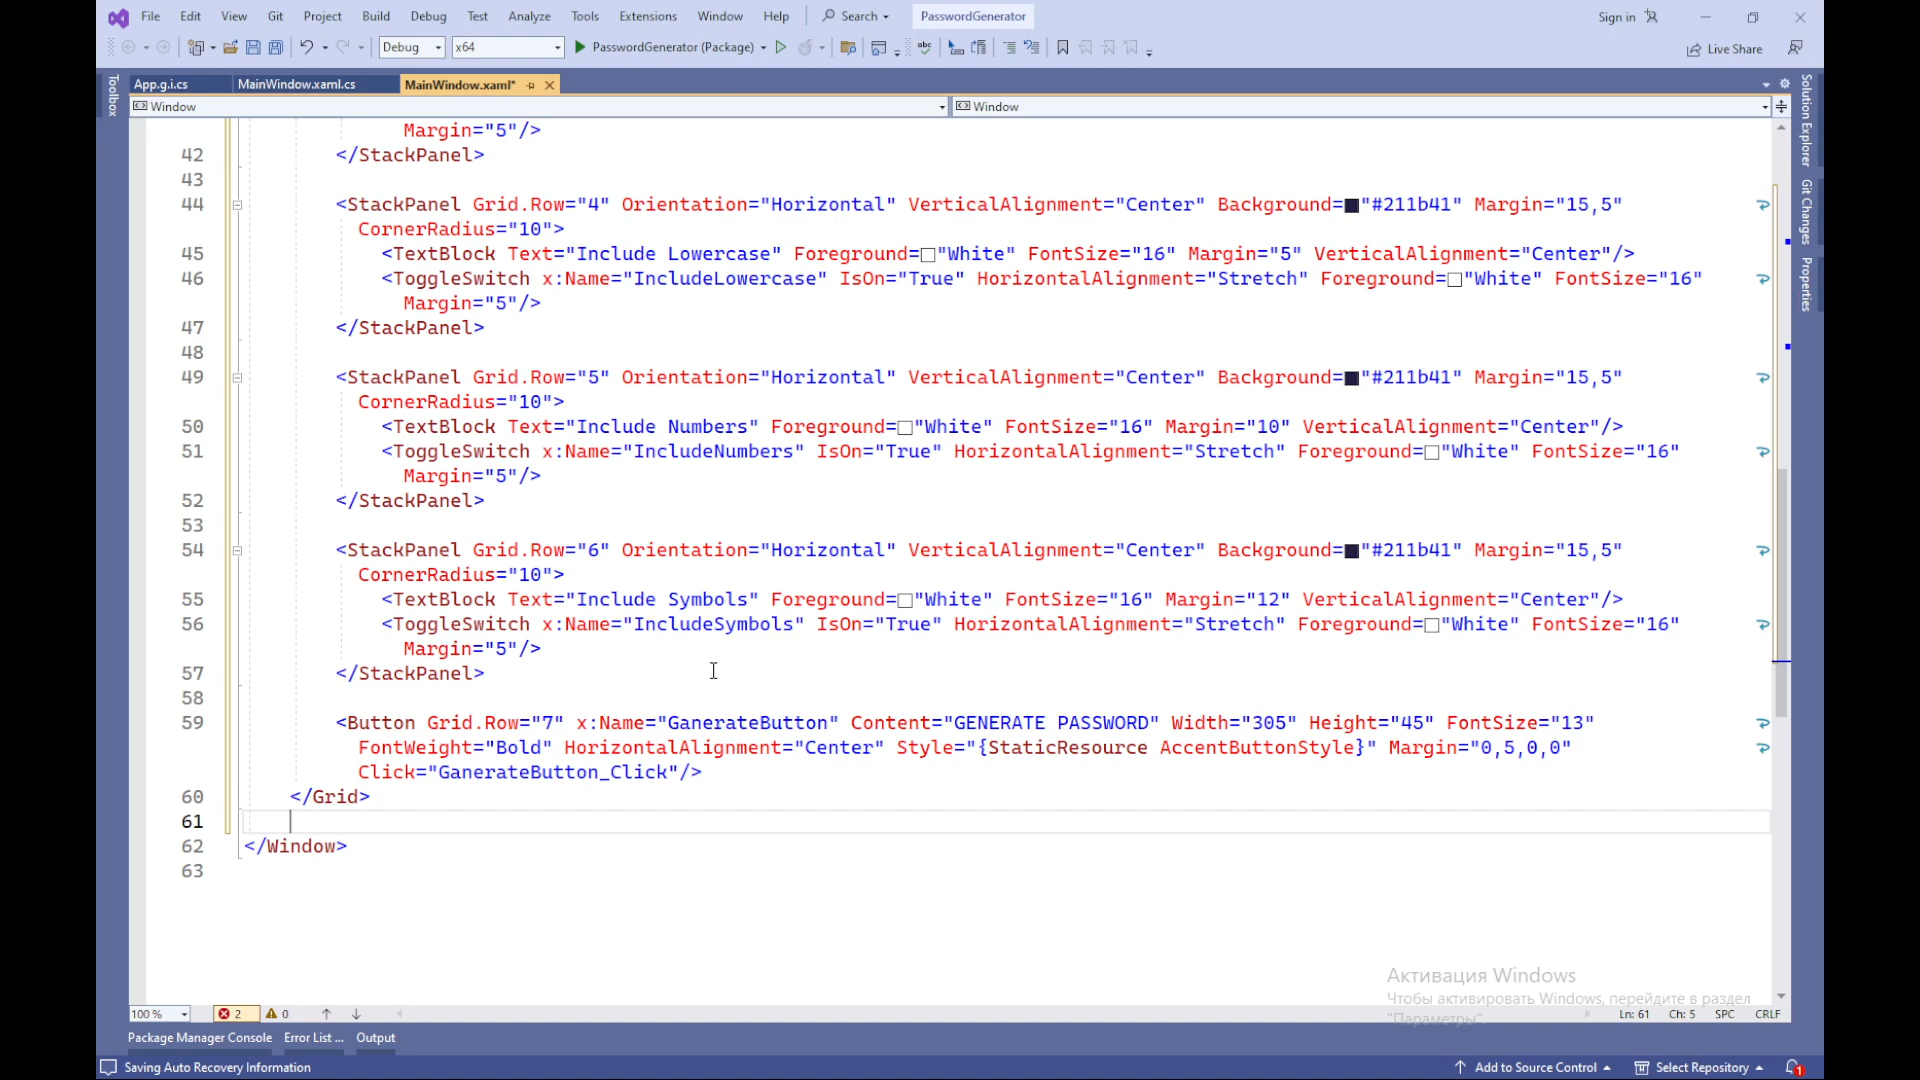 File Edit View Git Project Build Debug Test Analyze Tools Extensions Window Help Search PasswordGenerator Sign in
Debug x64 PasswordGenerator (Package) abc Live Share
App.g.i.cs MainWindow.xaml.cs MainWindow.xaml*
Window Window
Toolbox
Solution Explorer
Git Changes
Properties
Margin="5"/>
42 </StackPanel>
43
44 <StackPanel Grid.Row="4" Orientation="Horizontal" VerticalAlignment="Center" Background="#211b41" Margin="15,5"
CornerRadius="10">
45 <TextBlock Text="Include Lowercase" Foreground="White" FontSize="16" Margin="5" VerticalAlignment="Center"/>
46 <ToggleSwitch x:Name="IncludeLowercase" IsOn="True" HorizontalAlignment="Stretch" Foreground="White" FontSize="16"
Margin="5"/>
47 </StackPanel>
48
49 <StackPanel Grid.Row="5" Orientation="Horizontal" VerticalAlignment="Center" Background="#211b41" Margin="15,5"
CornerRadius="10">
50 <TextBlock Text="Include Numbers" Foreground="White" FontSize="16" Margin="10" VerticalAlignment="Center"/>
51 <ToggleSwitch x:Name="IncludeNumbers" IsOn="True" HorizontalAlignment="Stretch" Foreground="White" FontSize="16"
Margin="5"/>
52 </StackPanel>
53
54 <StackPanel Grid.Row="6" Orientation="Horizontal" VerticalAlignment="Center" Background="#211b41" Margin="15,5"
CornerRadius="10">
55 <TextBlock Text="Include Symbols" Foreground="White" FontSize="16" Margin="12" VerticalAlignment="Center"/>
56 <ToggleSwitch x:Name="IncludeSymbols" IsOn="True" HorizontalAlignment="Stretch" Foreground="White" FontSize="16"
Margin="5"/>
57 </StackPanel>
58
59 <Button Grid.Row="7" x:Name="GanerateButton" Content="GENERATE PASSWORD" Width="305" Height="45" FontSize="13"
FontWeight="Bold" HorizontalAlignment="Center" Style="{StaticResource AccentButtonStyle}" Margin="0,5,0,0"
Click="GanerateButton_Click"/>
60 </Grid>
61
62 </Window>
63
Активация Windows
Чтобы активировать Windows, перейдите в раздел
"Параметры".
100 % 2 0 Ln: 61 Ch: 5 SPC CRLF
Package Manager Console Error List ... Output
Saving Auto Recovery Information Add to Source Control Select Repository 1